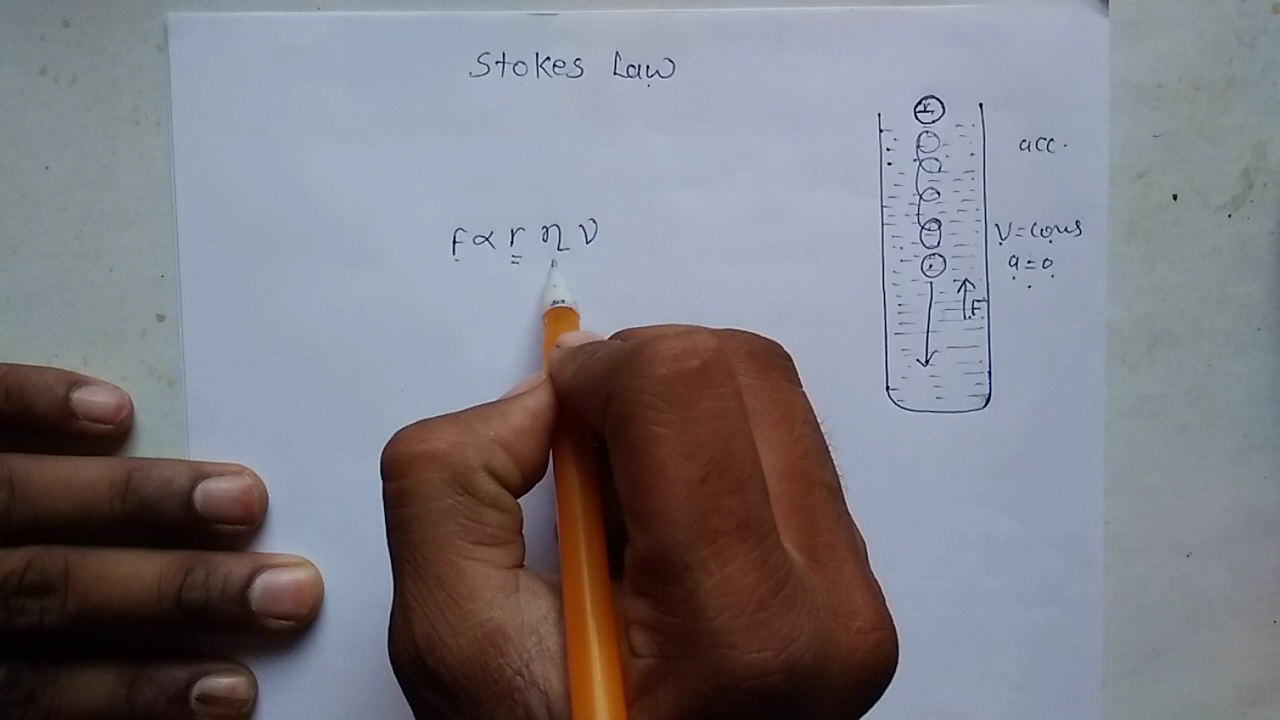 Stokes Law
r
acc.
F ∝ r η v
V=cons
a=0
F